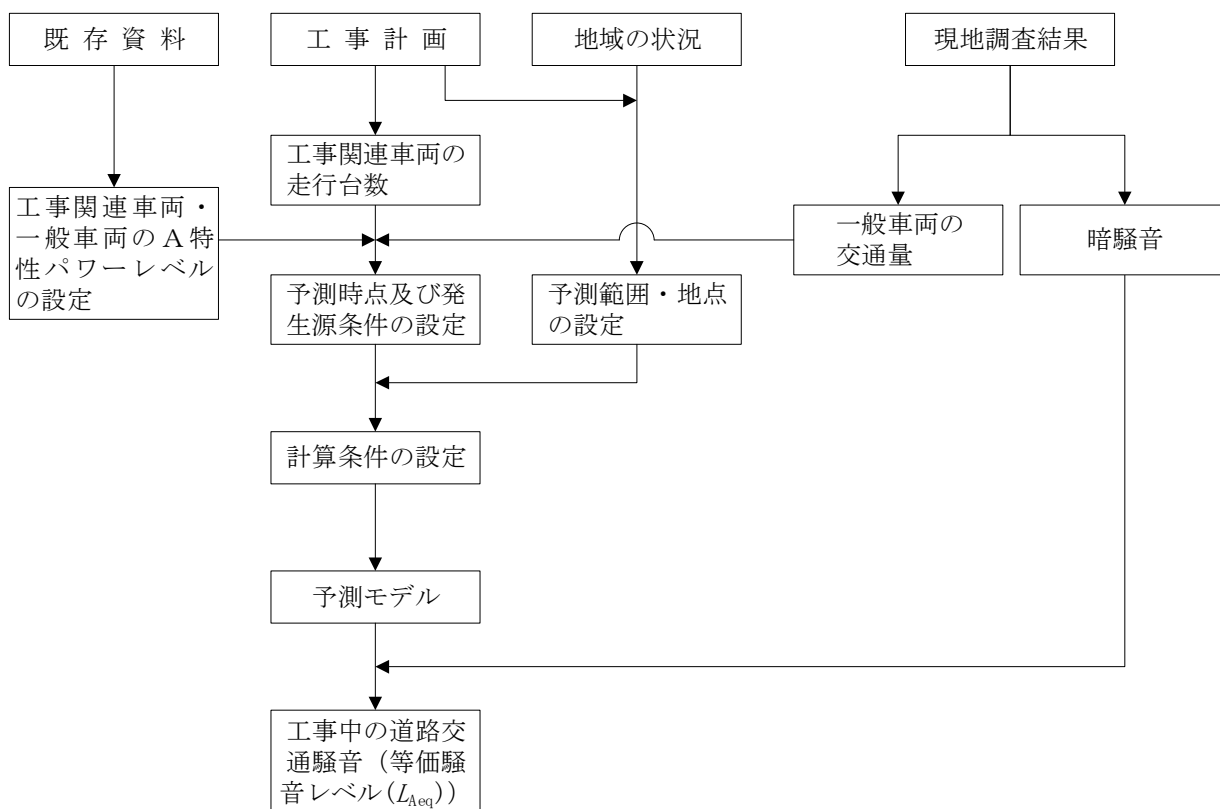 既存資料
工事計画
地域の状況
現地調査結果
工事関連車両の
走行台数
工事関連車両・
一般車両のＡ特
性パワーレベル
の設定
一般車両の
交通量
暗騒音
予測時点及び発
生源条件の設定
予測範囲・地点
の設定
計算条件の設定
予測モデル
工事中の道路交
通騒音（等価騒
音レベル(LAeq)）